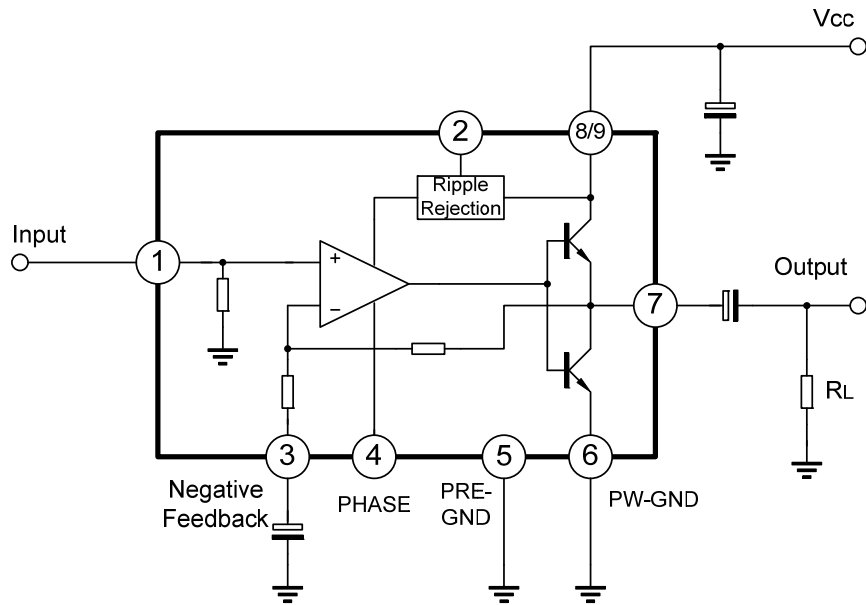 Vcc
2
8/9
Ripple
Rejection
Input
1
+
−
Output
7
RL
3
4
5
6
Negative
Feedback
PHASE
PRE-
GND
PW-GND